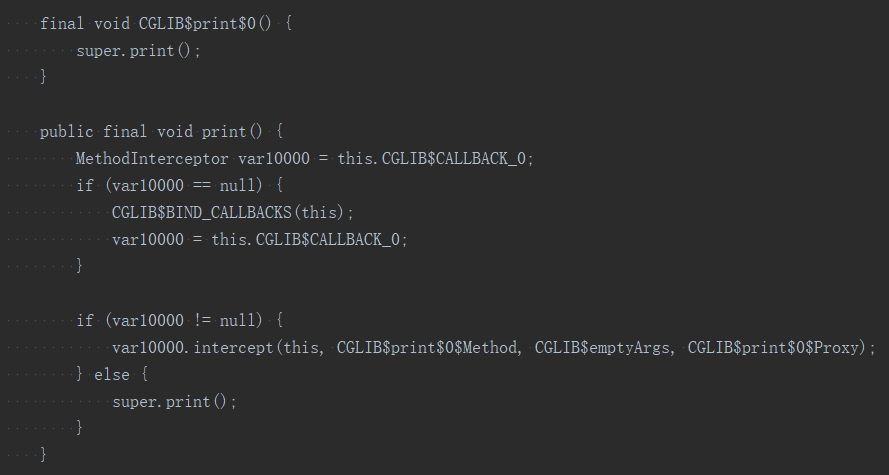 final void CGLIB$print$0() {
super.print();
}
public final void print() {
MethodInterceptor var10000 = this.CGLIB$CALLBACK_0;
if (var10000 == null) {
CGLIB$BIND_CALLBACKS(this);
var10000 = this.CGLIB$CALLBACK_0;
}
if (var10000 != null) {
var10000.intercept(this, CGLIB$print$0$Method, CGLIB$emptyArgs, CGLIB$print$0$Proxy);
} else {
super.print();
}
}